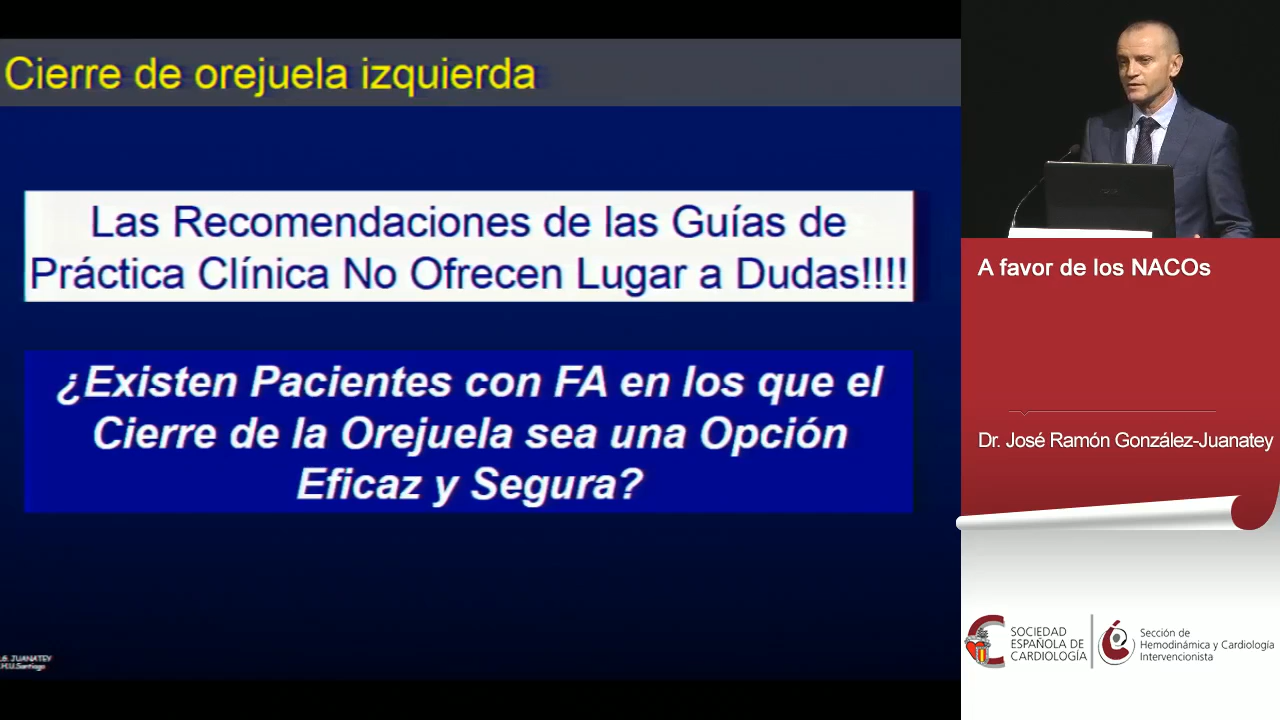 Cierre de orejuela izquierda
Las Recomendaciones de las Guías de
Práctica Clínica No Ofrecen Lugar a Dudas!!!!
¿Existen Pacientes con FA en los que el
Cierre de la Orejuela sea una Opción
Eficaz y Segura?
JUANATEY
H.U.Santiago
A favor de los NACOs
Dr. José Ramón González-Juanatey
SOCIEDAD
ESPAÑOLA DE
CARDIOLOGÍA
Sección de
Hemodinámica y Cardiología
Intervencionista